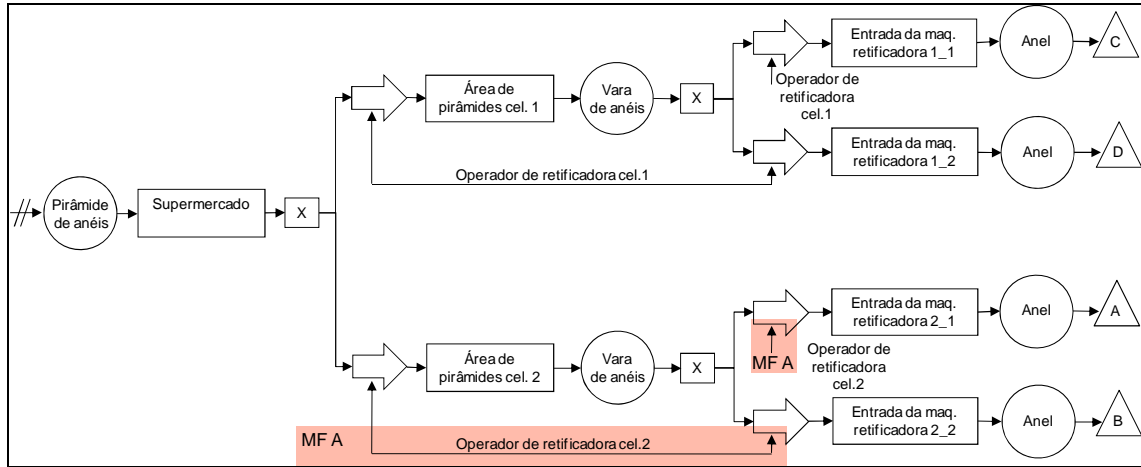 Pirâmide
de anéis
Supermercado
X
Área de
pirâmides cel. 1
Vara
de anéis
X
Operador de
retificadora
cel.1
Entrada da maq.
retificadora 1_1
Anel
C
Operador de retificadora cel.1
Entrada da maq.
retificadora 1_2
Anel
D
Área de
pirâmides cel. 2
Vara
de anéis
X
MF A
Entrada da maq.
retificadora 2_1
Anel
A
Operador de
retificadora
cel.2
MF A
Operador de retificadora cel.2
Entrada da maq.
retificadora 2_2
Anel
B